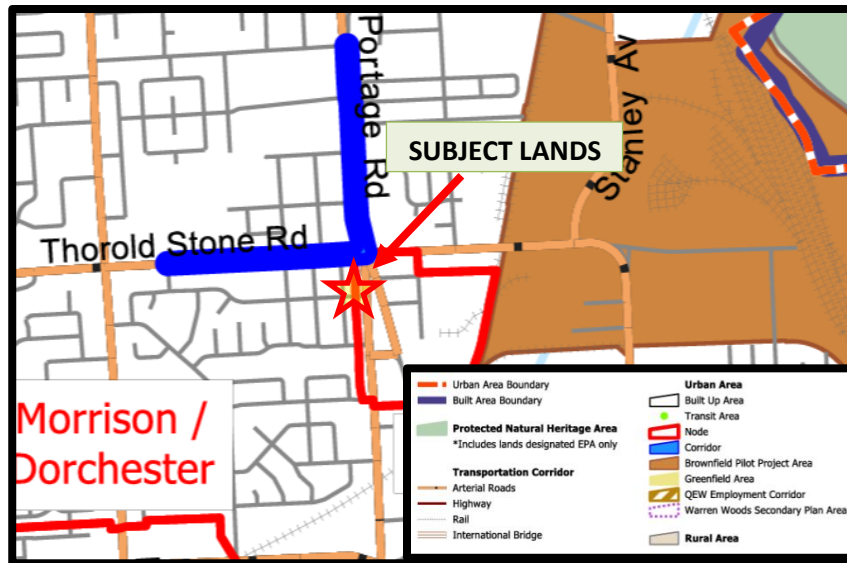 Portage Rd
Stanley Av
SUBJECT LANDS
Thorold Stone Rd
Morrison /
Dorchester
Urban Area Boundary
Built Area Boundary
Protected Natural Heritage Area
*Includes lands designated EPA only
Transportation Corridor
Arterial Roads
Highway
Rail
International Bridge
Urban Area
Built Up Area
Transit Area
Node
Corridor
Brownfield Pilot Project Area
Greenfield Area
QEW Employment Corridor
Warren Woods Secondary Plan Area
Rural Area